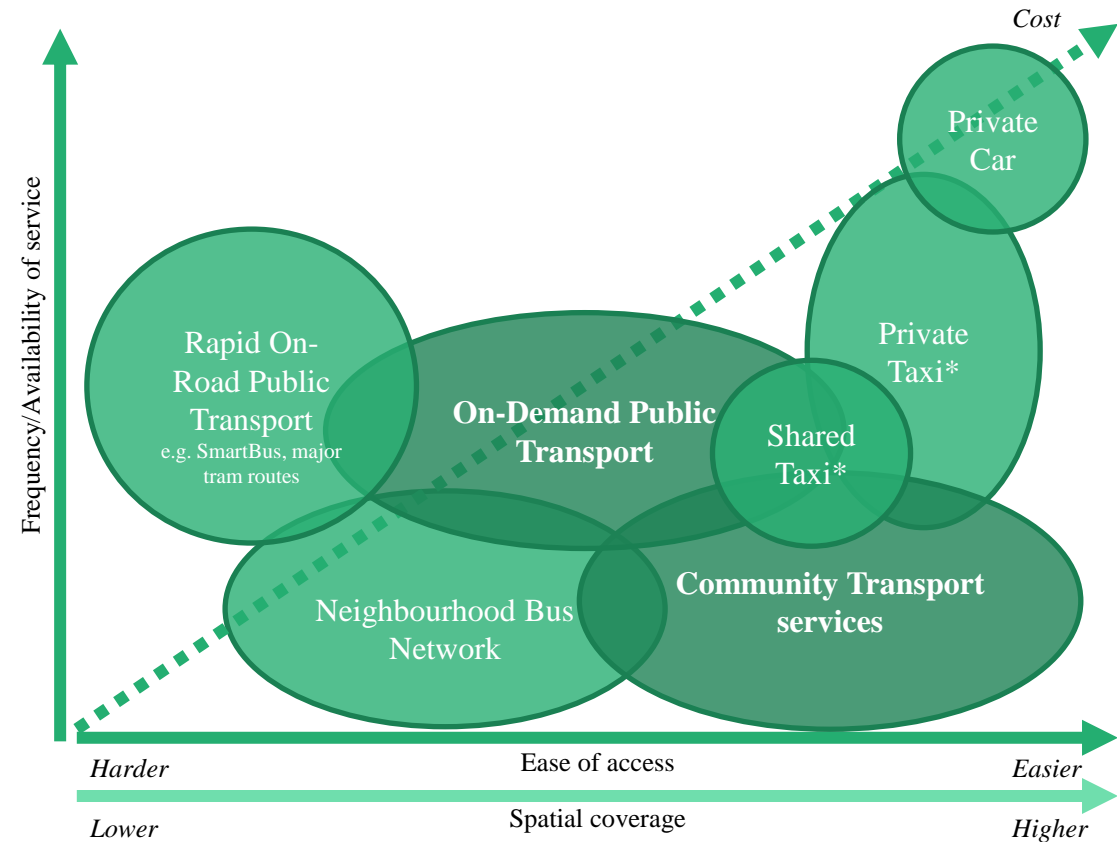 Cost
Private
Car
Frequency/Availability of service
Rapid On-
Road Public
Transport
e.g. SmartBus, major
tram routes
On-Demand Public
Transport
Private
Taxi*
Shared
Taxi*
Neighbourhood Bus
Network
Community Transport
services
Harder
Ease of access
Easier
Lower
Spatial coverage
Higher